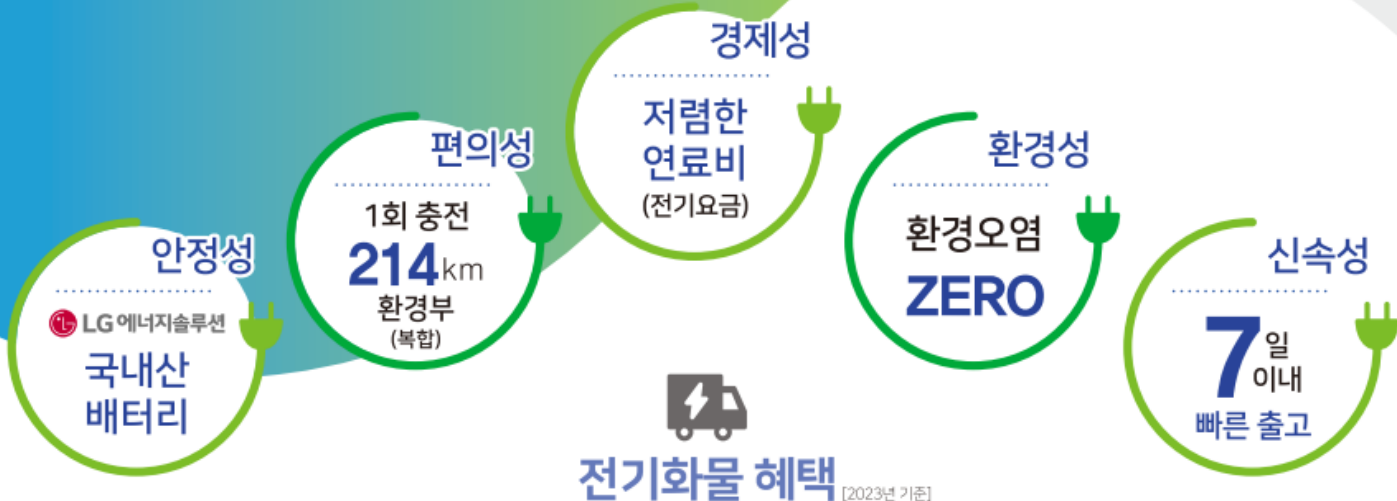 안정성
LG 에너지솔루션
국내산
배터리
편의성
1회 충전
214km
환경부
(복합)
경제성
저렴한
연료비
(전기요금)
환경성
환경오염
ZERO
신속성
7일
이내
빠른 출고
전기화물 혜택 [2023년 기준]